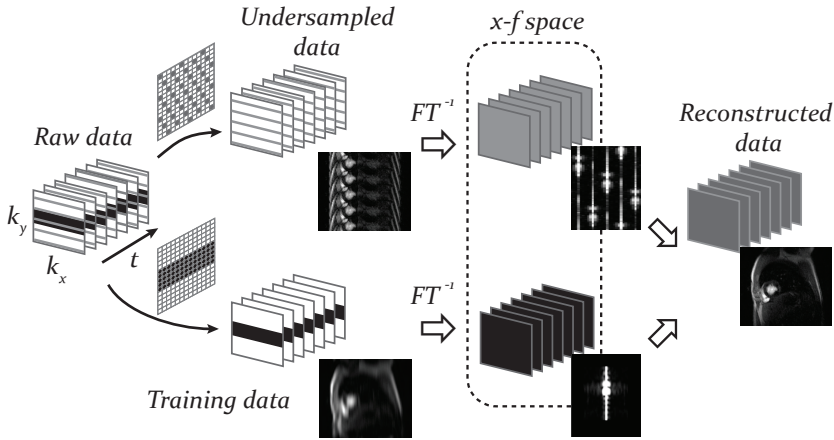 Undersampled
data
x-f space
Raw data
FT⁻¹
Reconstructed
data
k_y
k_x
t
FT⁻¹
Training data